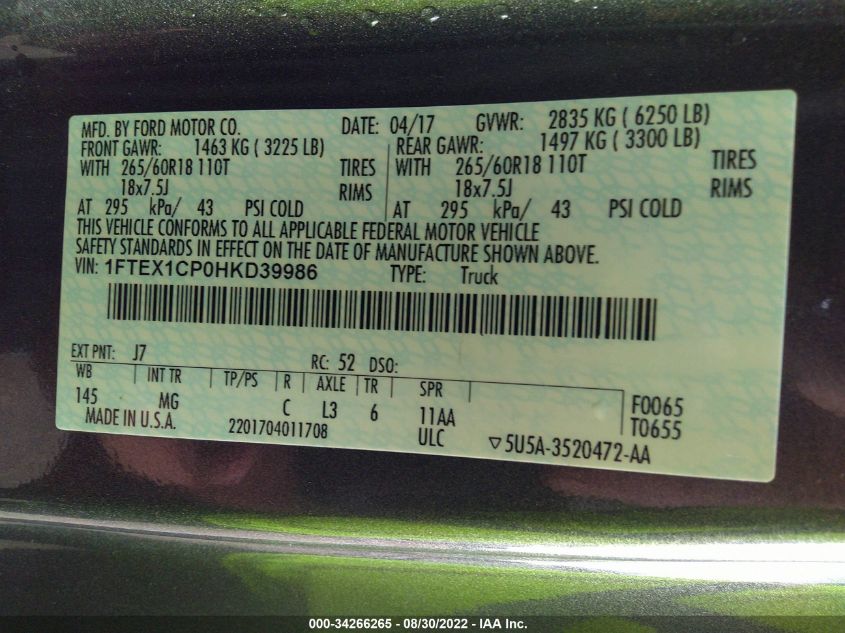 MFD. BY FORD MOTOR CO. DATE: 04/17 GVWR: 2835 KG ( 6250 LB)
FRONT GAWR: 1463 KG ( 3225 LB) REAR GAWR: 1497 KG ( 3300 LB)
WITH 265/60R18 110T TIRES WITH 265/60R18 110T TIRES
18x7.5J RIMS 18x7.5J RIMS
AT 295 kPa/ 43 PSI COLD AT 295 kPa/ 43 PSI COLD
THIS VEHICLE CONFORMS TO ALL APPLICABLE FEDERAL MOTOR VEHICLE
SAFETY STANDARDS IN EFFECT ON THE DATE OF MANUFACTURE SHOWN ABOVE.
VIN: 1FTEX1CP0HKD39986 TYPE: Truck
EXT PNT: J7 RC: 52 DSO:
WB INT TR TP/PS R AXLE TR SPR
145 MG C L3 6 11AA F0065
MADE IN U.S.A. 2201704011708 ULC T0655
▽5U5A-3520472-AA
000-34266265 - 08/30/2022 - IAA Inc.